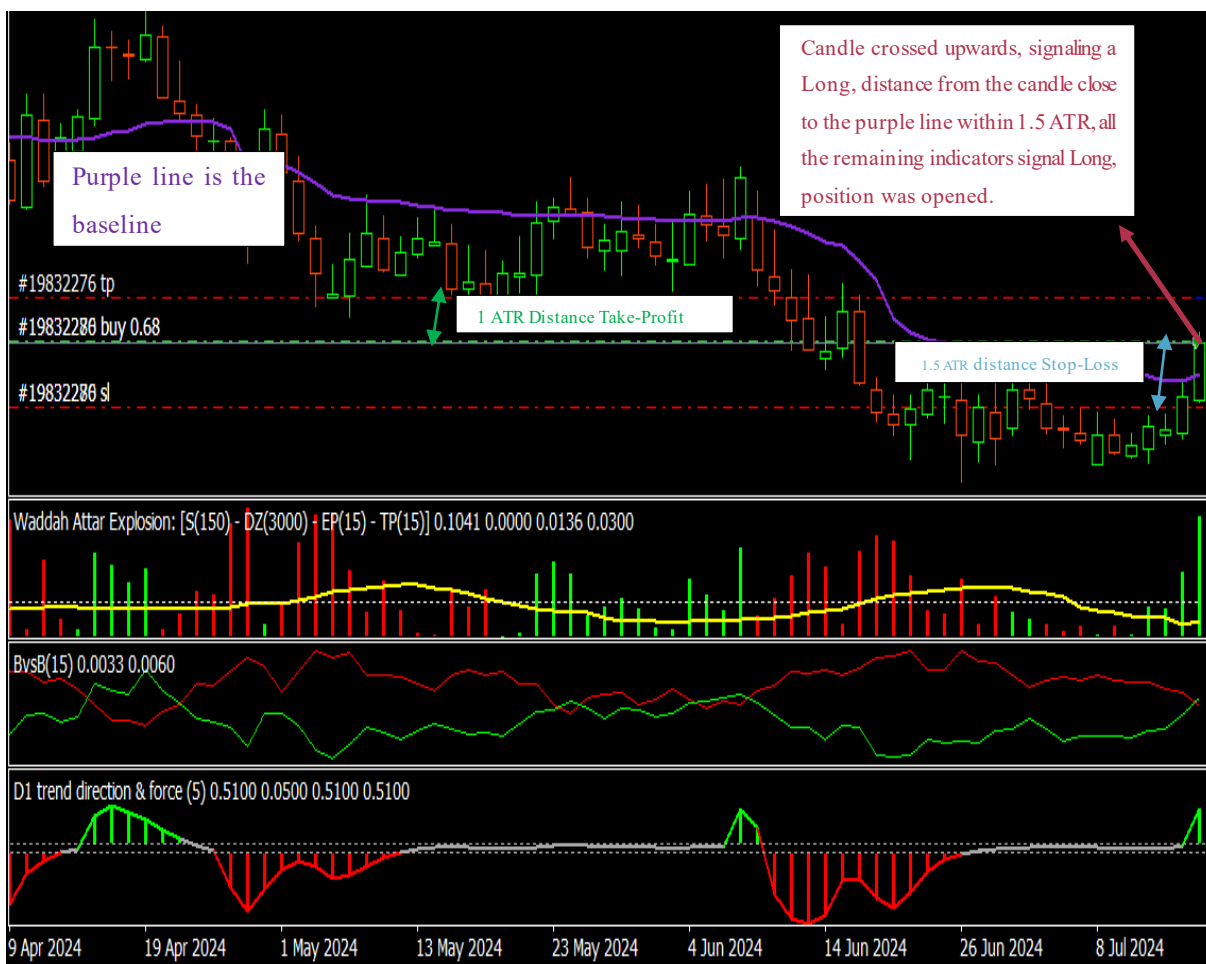 Candle crossed upwards, signaling a
Long, distance from the candle close
to the purple line within 1.5 ATR, all
the remaining indicators signal Long,
position was opened.
Purple line is the
baseline
#19832276 tp
1 ATR Distance Take-Profit
#19832286 buy 0.68
1.5 ATR distance Stop-Loss
#19832286 sl
Waddah Attar Explosion: [S(150) - DZ(3000) - EP(15) - TP(15)] 0.1041 0.0000 0.0136 0.0300
BvsB(15) 0.0033 0.0060
D1 trend direction & force (5) 0.5100 0.0500 0.5100 0.5100
9 Apr 2024 19 Apr 2024 1 May 2024 13 May 2024 23 May 2024 4 Jun 2024 14 Jun 2024 26 Jun 2024 8 Jul 2024